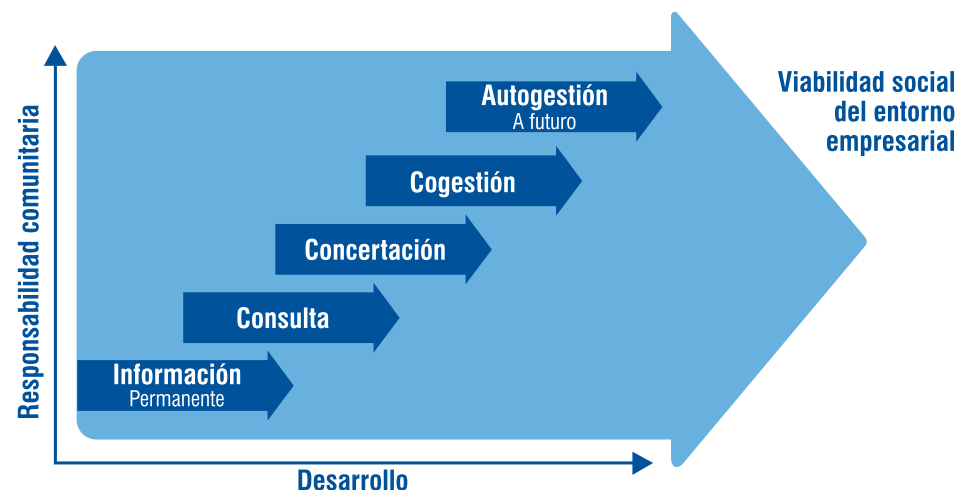 Viabilidad social
del entorno
empresarial
Autogestión
A futuro
Cogestión
Concertación
Consulta
Información
Permanente
Responsabilidad comunitaria
Desarrollo